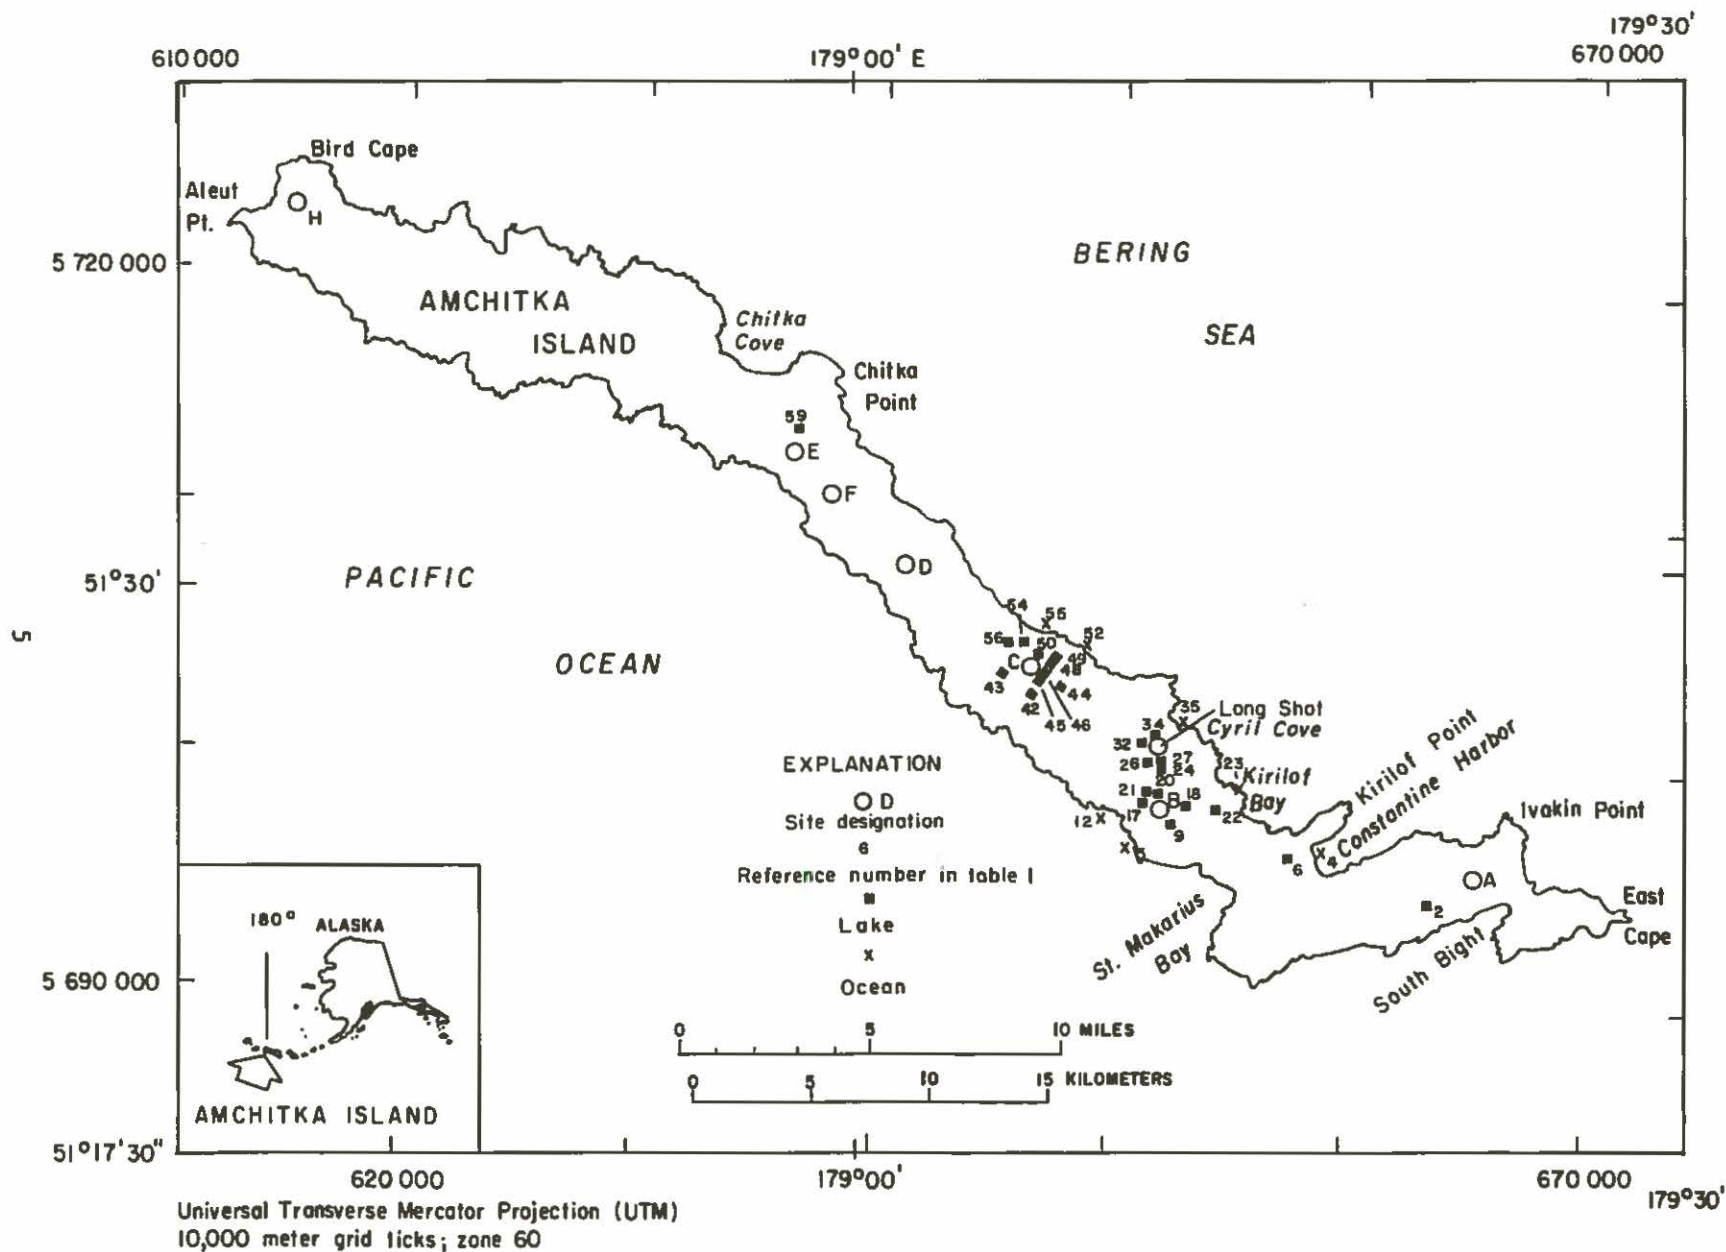 179°30'
610 000
179°00' E
670 000
Bird Cape
Aleut
Pt.
H
5 720 000
BERING
SEA
AMCHITKA
ISLAND
Chitka
Cove
Chitka
Point
59
E
F
D
51°30'
PACIFIC
OCEAN
5
54
55
52
56
50
C
49
48
43
44
42
45
46
35
Long Shot
Cyril Cove
34
32
27
26
24
23
Kirilof
Bay
20
21
B
18
17
22
9
12
5
Kirilof Point
Constantine Harbor
4
6
Ivakin Point
A
2
East
Cape
St. Makarius
Bay
South Bight
EXPLANATION
D
Site designation
6
Reference number in table 1
Lake
x
Ocean
0 5 10 MILES
0 5 10 15 KILOMETERS
180°
ALASKA
AMCHITKA ISLAND
5 690 000
51°17'30"
620 000
179°00'
670 000
179°30'
Universal Transverse Mercator Projection (UTM)
10,000 meter grid ticks; zone 60